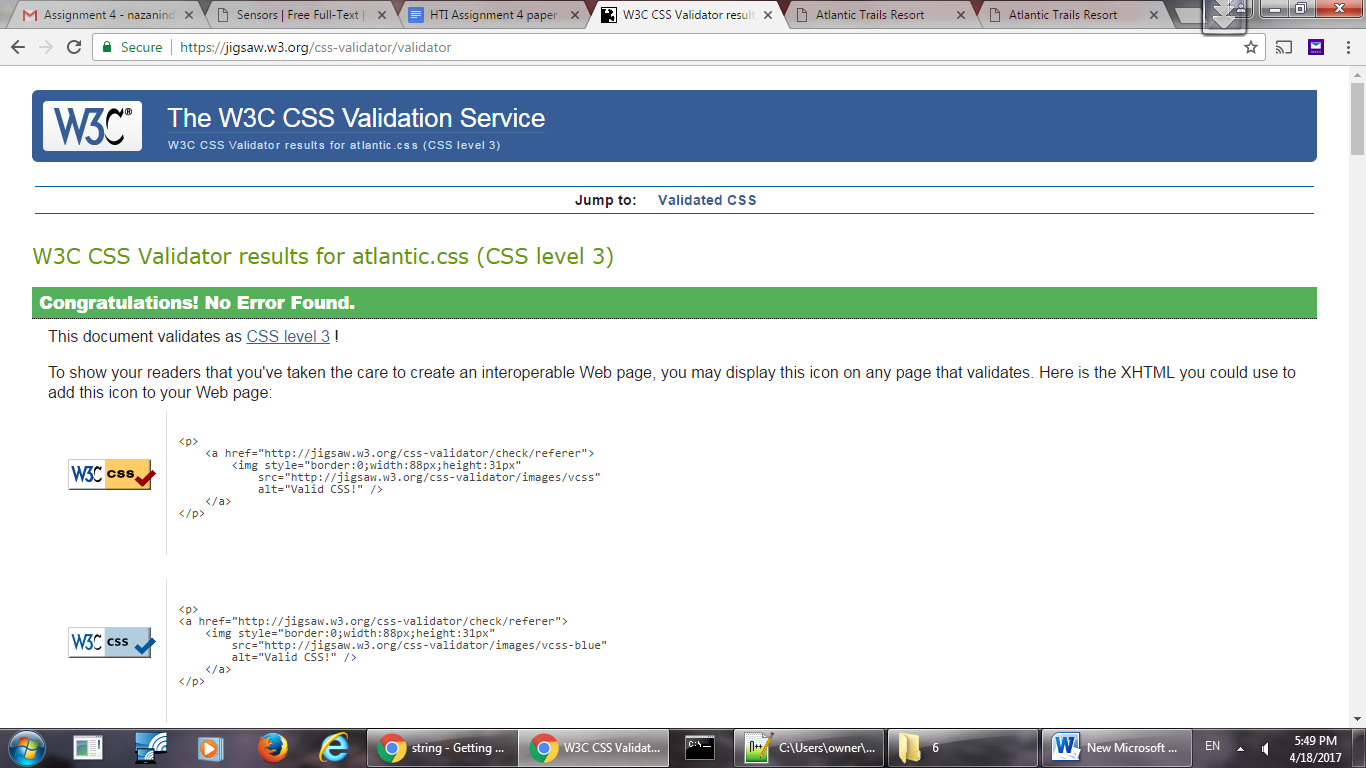 Assignment 4 - nazanind
Sensors | Free Full-Text |
HTI Assignment 4 paper
W3C CSS Validator result
Atlantic Trails Resort
Atlantic Trails Resort
Secure
https://jigsaw.w3.org/css-validator/validator
W3C®
The W3C CSS Validation Service
W3C CSS Validator results for atlantic.css (CSS level 3)
Jump to: Validated CSS
W3C CSS Validator results for atlantic.css (CSS level 3)
Congratulations! No Error Found.
This document validates as CSS level 3 !
To show your readers that you've taken the care to create an interoperable Web page, you may display this icon on any page that validates. Here is the XHTML you could use to
add this icon to your Web page:
W3C css
<p>
    <a href="http://jigsaw.w3.org/css-validator/check/referer">
        <img style="border:0;width:88px;height:31px"
            src="http://jigsaw.w3.org/css-validator/images/vcss"
            alt="Valid CSS!" />
    </a>
</p>
W3C css
<p>
<a href="http://jigsaw.w3.org/css-validator/check/referer">
    <img style="border:0;width:88px;height:31px"
        src="http://jigsaw.w3.org/css-validator/images/vcss-blue"
        alt="Valid CSS!" />
    </a>
</p>
string - Getting ...
W3C CSS Validat...
C:\Users\owner\...
6
New Microsoft ...
EN
5:49 PM
4/18/2017